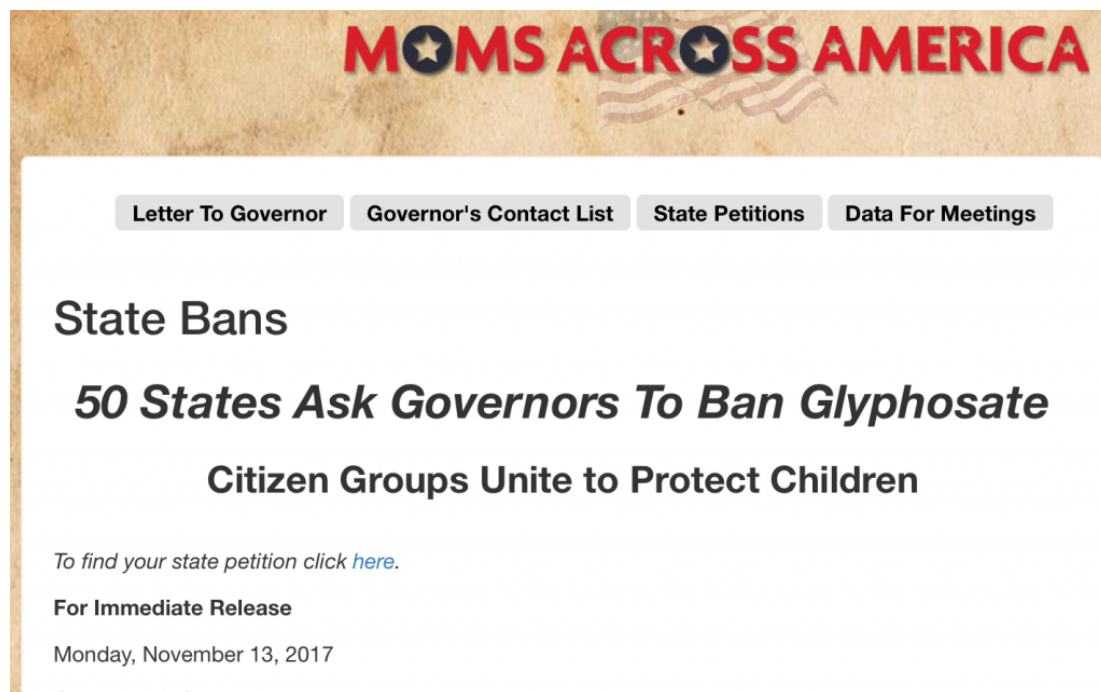 MOMS ACROSS AMERICA
Letter To Governor Governor's Contact List State Petitions Data For Meetings
State Bans
50 States Ask Governors To Ban Glyphosate
Citizen Groups Unite to Protect Children
To find your state petition click here.
For Immediate Release
Monday, November 13, 2017